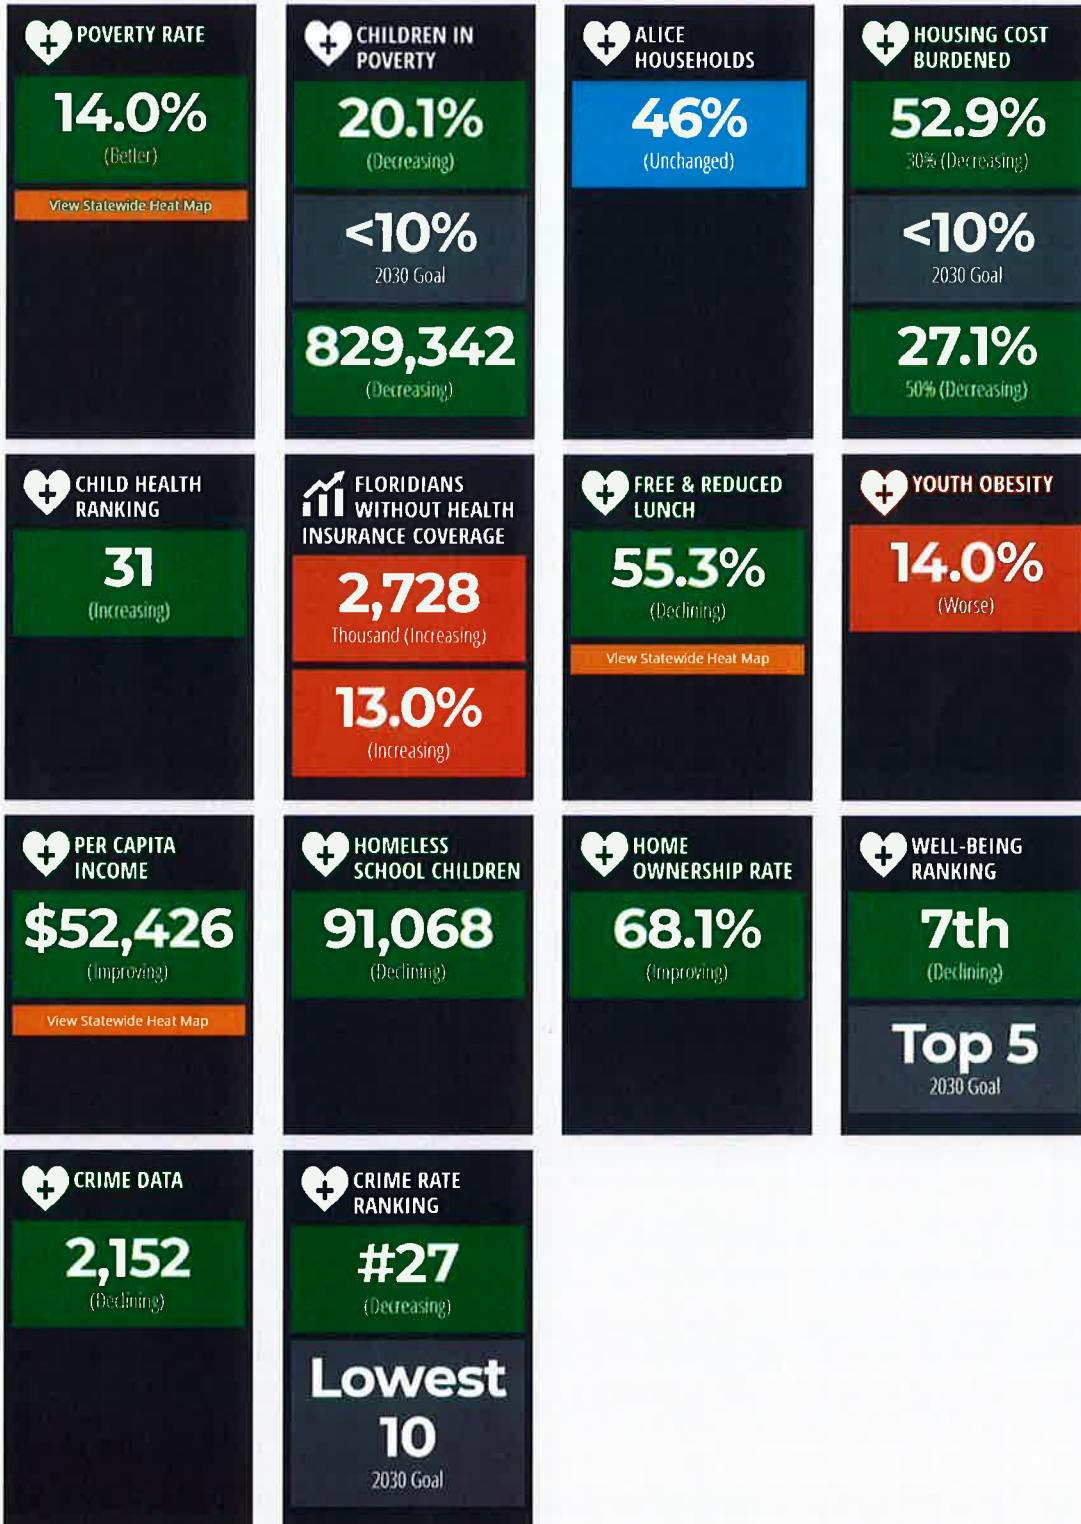 POVERTY RATE
14.0%
(Better)
View Statewide Heat Map
CHILDREN IN
POVERTY
20.1%
(Decreasing)
<10%
2030 Goal
829,342
(Decreasing)
ALICE
HOUSEHOLDS
46%
(Unchanged)
HOUSING COST
BURDENED
52.9%
30% (Decreasing)
<10%
2030 Goal
27.1%
50% (Decreasing)
CHILD HEALTH
RANKING
31
(Increasing)
FLORIDIANS
WITHOUT HEALTH
INSURANCE COVERAGE
2,728
Thousand (Increasing)
13.0%
(Increasing)
FREE & REDUCED
LUNCH
55.3%
(Declining)
View Statewide Heat Map
YOUTH OBESITY
14.0%
(Worse)
PER CAPITA
INCOME
$52,426
(Improving)
View Statewide Heat Map
HOMELESS
SCHOOL CHILDREN
91,068
(Declining)
HOME
OWNERSHIP RATE
68.1%
(Improving)
WELL-BEING
RANKING
7th
(Declining)
Top 5
2030 Goal
CRIME DATA
2,152
(Declining)
CRIME RATE
RANKING
#27
(Decreasing)
Lowest
10
2030 Goal